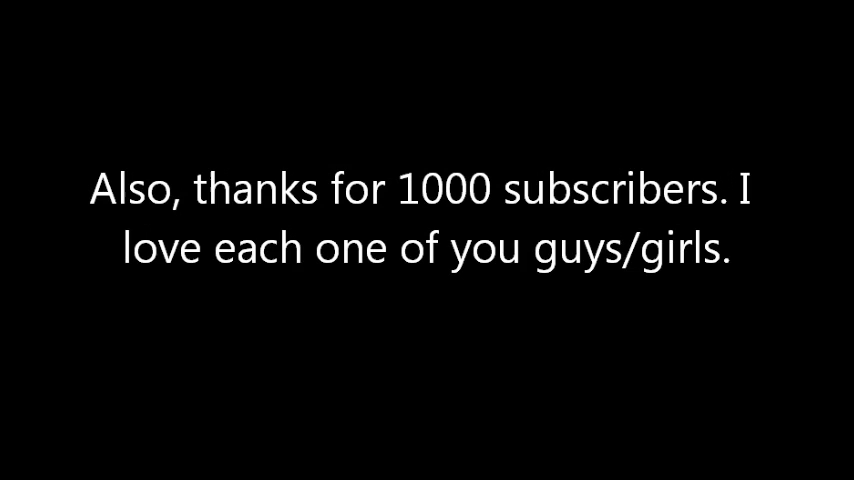 Also, thanks for 1000 subscribers. I
love each one of you guys/girls.